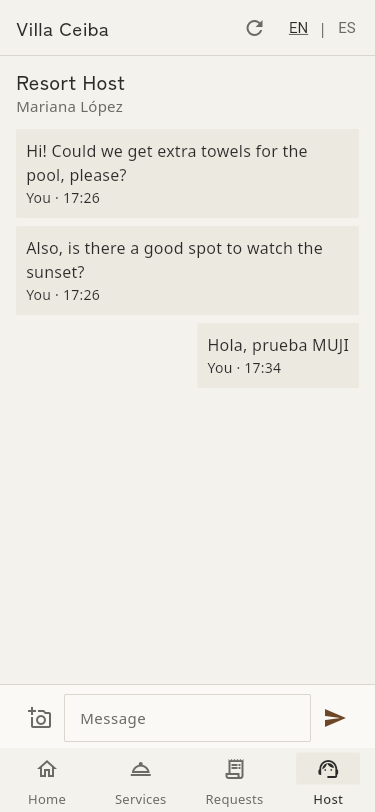 Villa Ceiba
EN | ES
Resort Host
Mariana López
Hi! Could we get extra towels for the
pool, please?
You · 17:26
Also, is there a good spot to watch the
sunset?
You · 17:26
Hola, prueba MUJI
You · 17:34
Message
Home
Services
Requests
Host